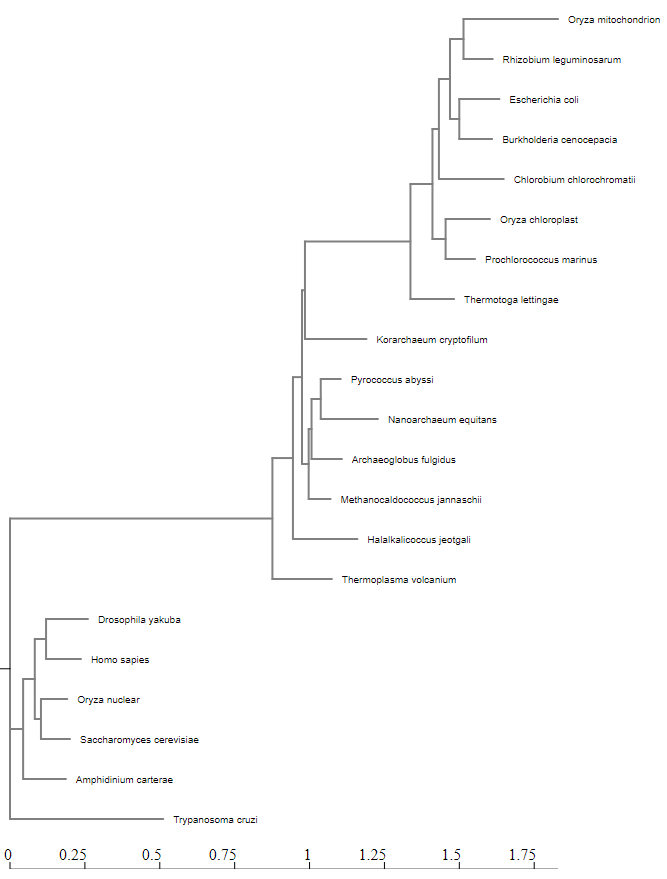 Oryza mitochondrion
Rhizobium leguminosarum
Escherichia coli
Burkholderia cenocepacia
Chlorobium chlorochromatii
Oryza chloroplast
Prochlorococcus marinus
Thermotoga lettingae
Korarchaeum cryptofilum
Pyrococcus abyssi
Nanoarchaeum equitans
Archaeoglobus fulgidus
Methanocaldococcus jannaschii
Halalkalicoccus jeotgali
Thermoplasma volcanium
Drosophila yakuba
Homo sapies
Oryza nuclear
Saccharomyces cerevisiae
Amphidinium carterae
Trypanosoma cruzi
0 0.25 0.5 0.75 1 1.25 1.5 1.75